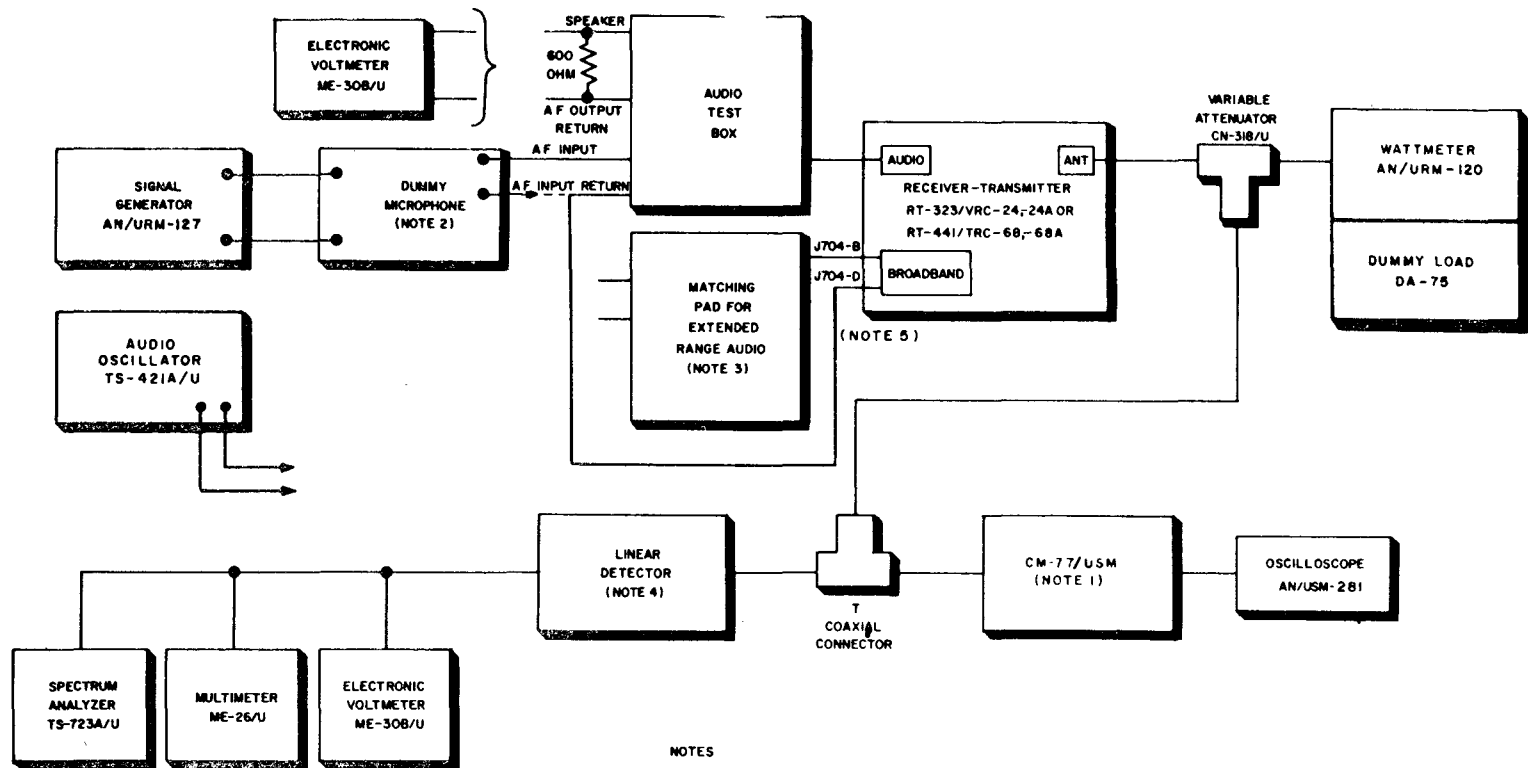 ELECTRONIC
VOLTMETER
ME-30B/U
SPEAKER
600
OHM
AF OUTPUT
RETURN
AUDIO
TEST
BOX
SIGNAL
GENERATOR
AN/URM-127
DUMMY
MICROPHONE
(NOTE 2)
AF INPUT
AF INPUT RETURN
AUDIO
ANT
RECEIVER-TRANSMITTER
RT-323/VRC-24,-24A OR
RT-441/TRC-68,-68A
BROADBAND
VARIABLE
ATTENUATOR
CN-318/U
WATTMETER
AN/URM-120
DUMMY LOAD
DA-75
J704-B
J704-D
(NOTE 5)
MATCHING
PAD FOR
EXTENDED
RANGE AUDIO
(NOTE 3)
AUDIO
OSCILLATOR
TS-421A/U
LINEAR
DETECTOR
(NOTE 4)
T
COAXIAL
CONNECTOR
CM-77/USM
(NOTE 1)
OSCILLOSCOPE
AN/USM-281
SPECTRUM
ANALYZER
TS-723A/U
MULTIMETER
ME-26/U
ELECTRONIC
VOLTMETER
ME-30B/U
NOTES